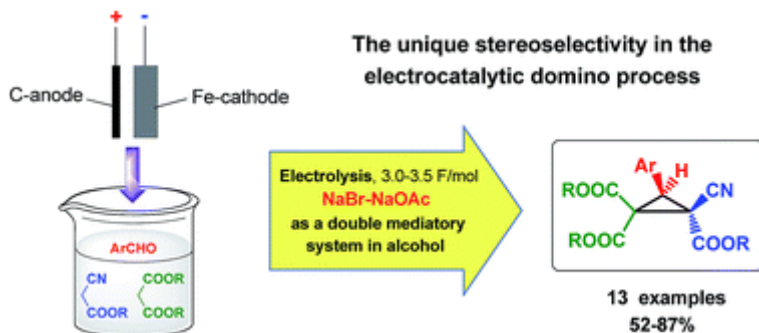 + -
C-anode
Fe-cathode
ArCHO
CN
COOR
COOR
COOR
The unique stereoselectivity in the
electrocatalytic domino process
Electrolysis, 3.0-3.5 F/mol
NaBr-NaOAc
as a double mediatory
system in alcohol
Ar
H
ROOC
CN
ROOC
COOR
13 examples
52-87%